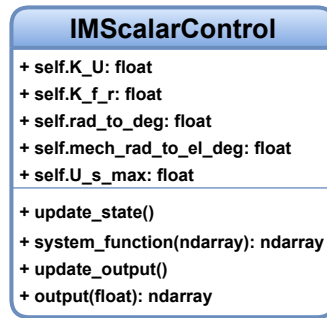 IMScalarControl
+ self.K_U: float
+ self.K_f_r: float
+ self.rad_to_deg: float
+ self.mech_rad_to_el_deg: float
+ self.U_s_max: float
+ update_state()
+ system_function(ndarray): ndarray
+ update_output()
+ output(float): ndarray